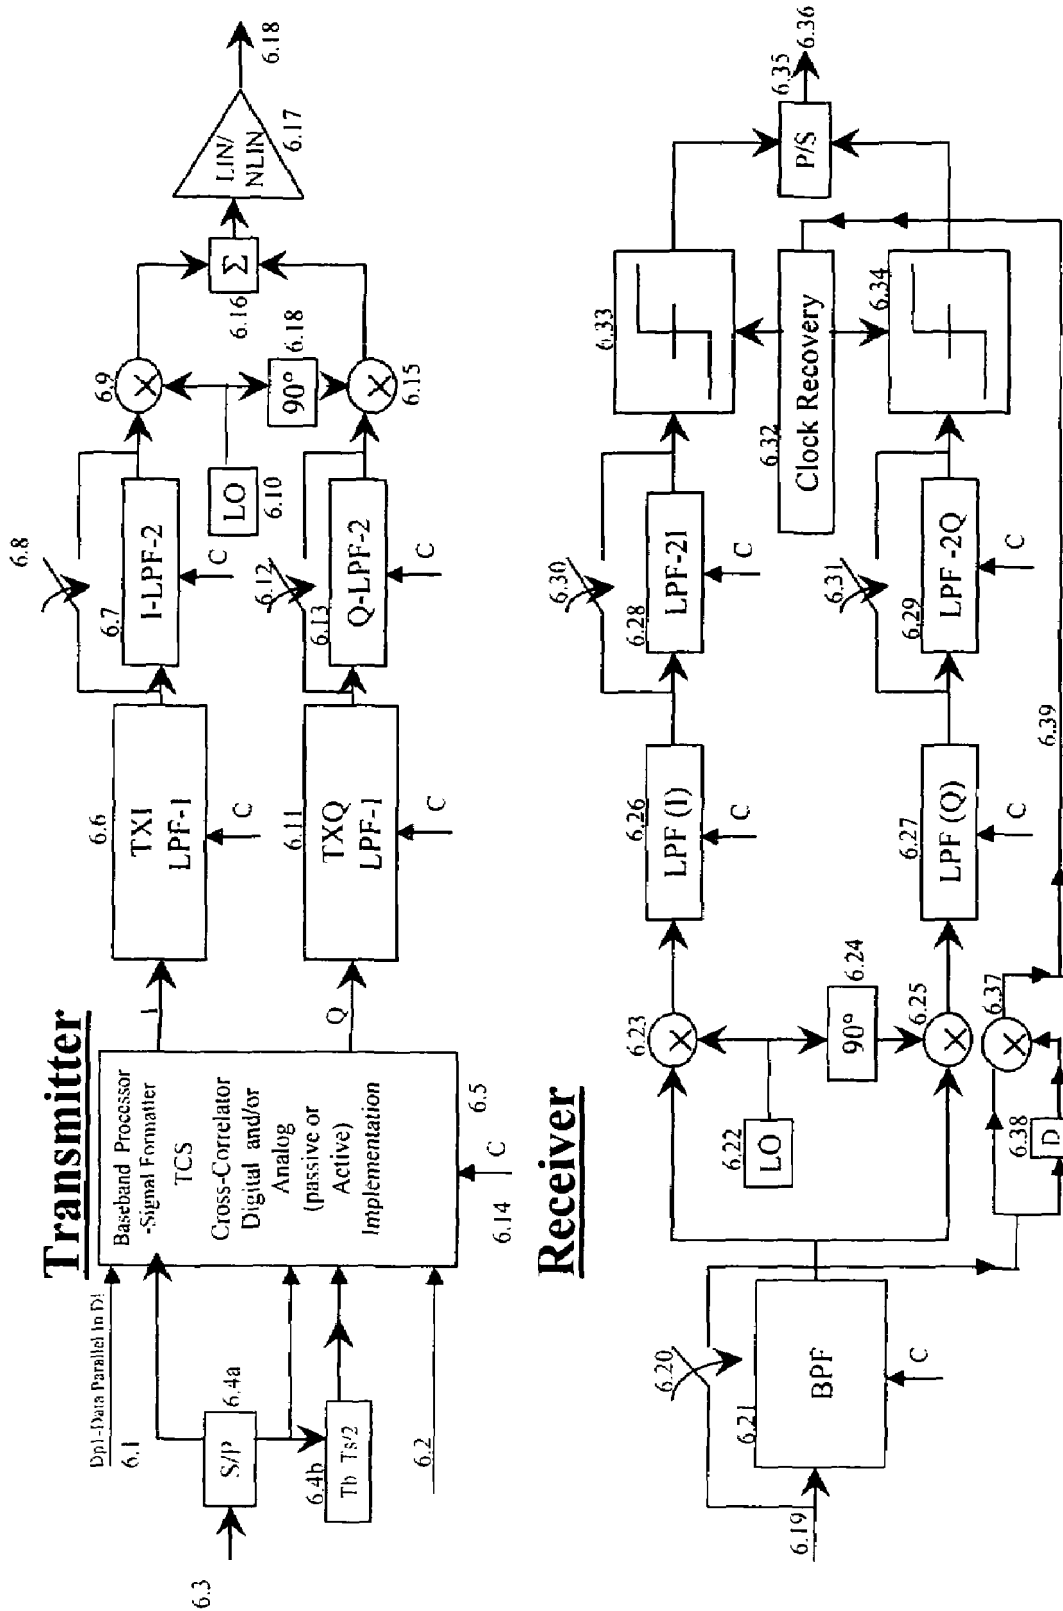 Transmitter
Dp1-Data Parallel in D1
6.1
6.3
S/P
6.4a
6.4b
Tb Ts/2
6.2
Baseband Processor
-Signal Formatter
TCS
Cross-Correlator
Digital and/or
Analog
(passive or
Active)
Implementation
6.5
6.14
C
I
Q
6.6
TXI
LPF-1
C
6.11
TXQ
LPF-1
C
6.8
6.7
I-LPF-2
C
6.12
6.13
Q-LPF-2
C
6.9
LO
6.10
90°
6.18
6.15
Σ
6.16
LIN/
NLIN
6.17
6.18
Receiver
6.19
6.20
6.21
BPF
C
6.22
LO
6.23
6.24
90°
6.25
6.37
6.38
D
6.39
6.26
LPF (I)
C
6.27
LPF (Q)
C
6.30
6.28
LPF-2I
C
6.31
6.29
LPF -2Q
C
6.32
Clock Recovery
6.33
6.34
P/S
6.35
6.36